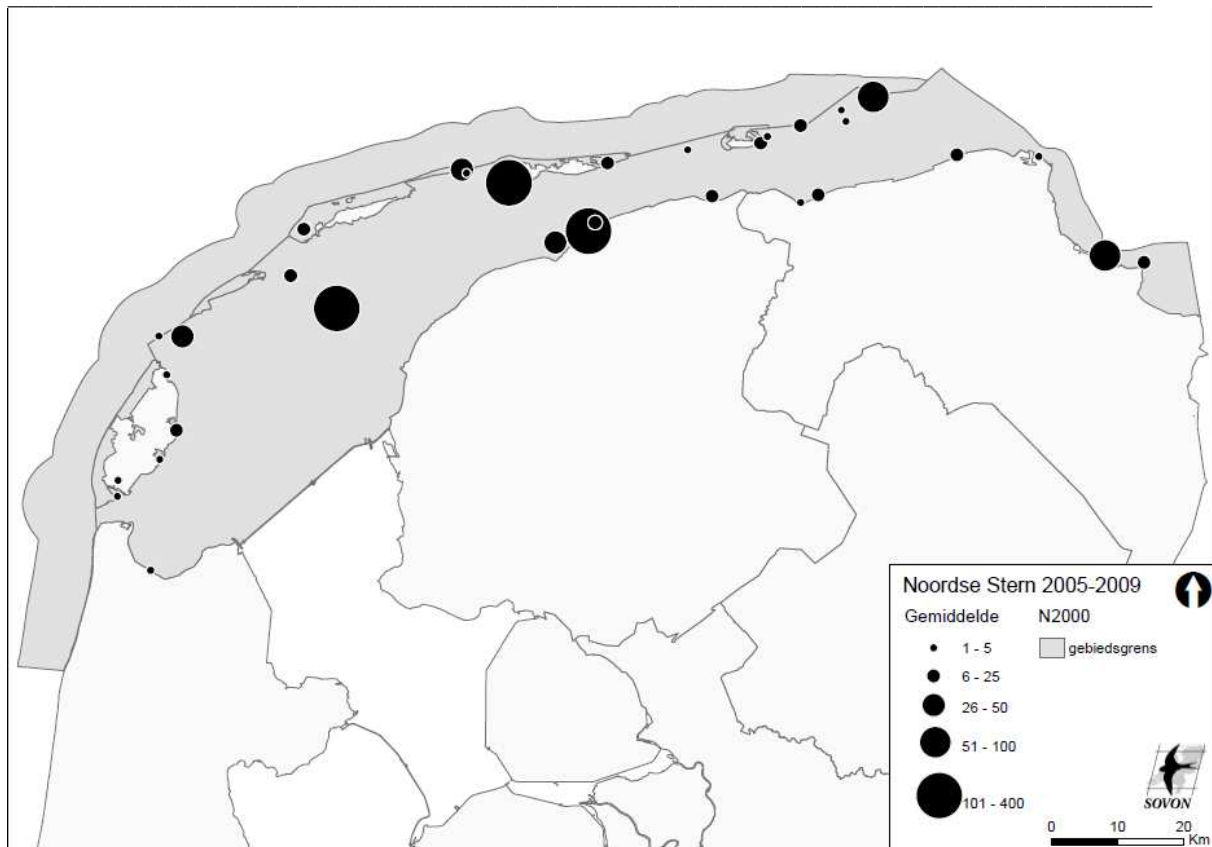 Noordse Stern 2005-2009
Gemiddelde N2000
1 - 5 gebiedsgrens
6 - 25
26 - 50
51 - 100
101 - 400
SOVON
0 10 20
Km